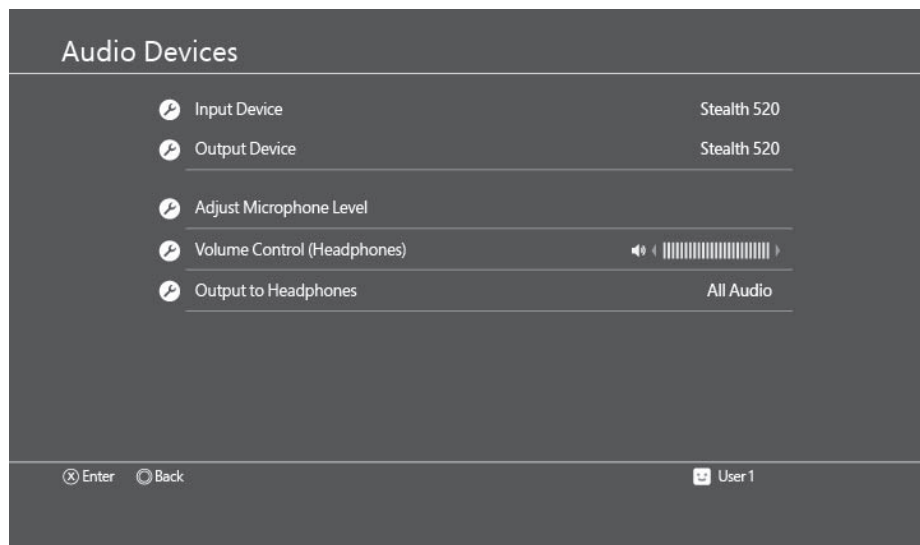 Audio Devices
Input Device Stealth 520
Output Device Stealth 520
Adjust Microphone Level
Volume Control (Headphones)
Output to Headphones All Audio
ⓧ Enter ◯ Back User 1